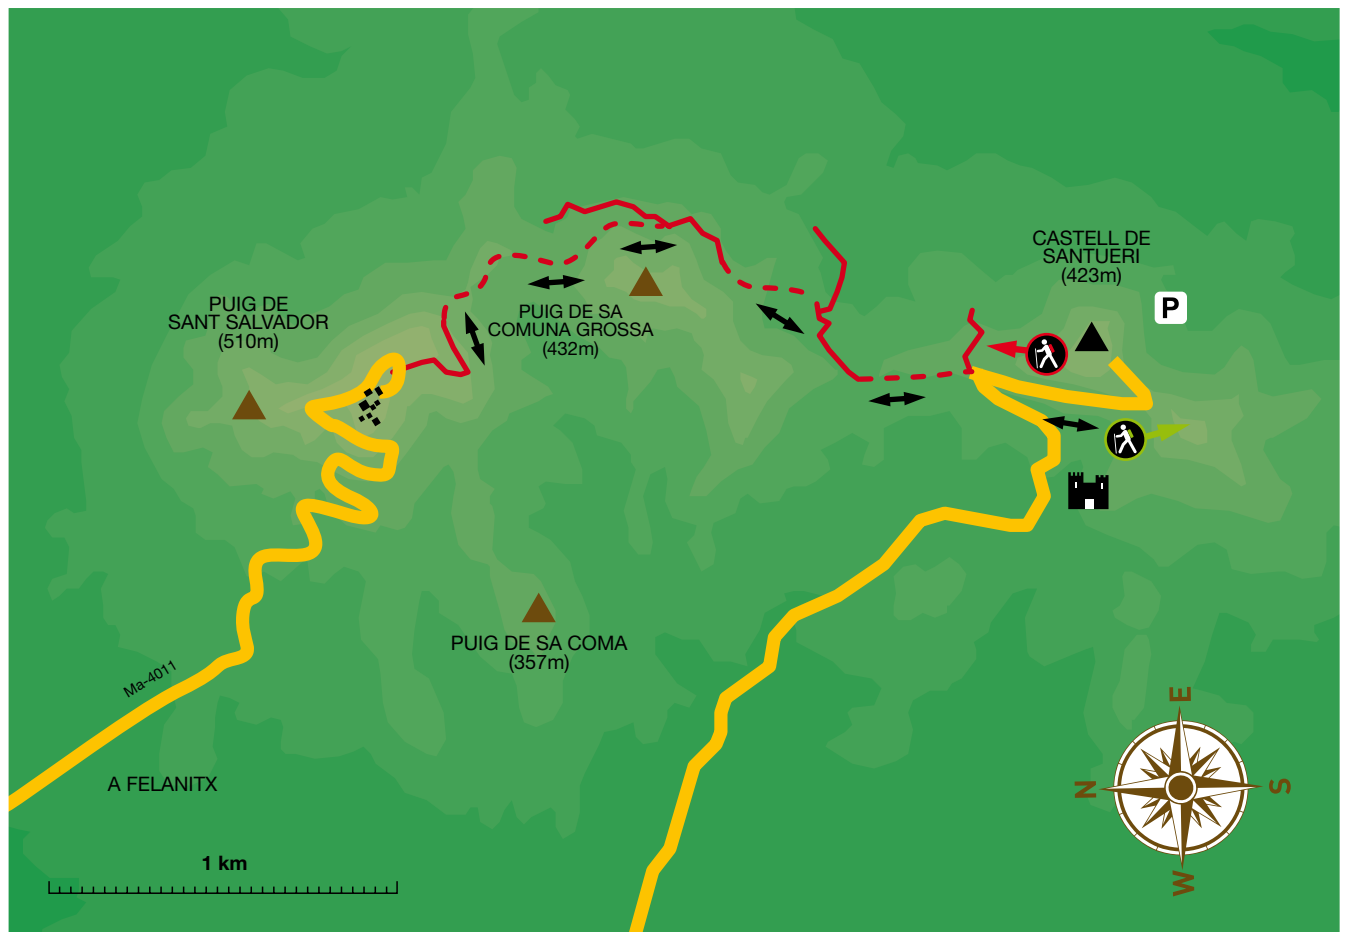 CASTELL DE
SANTUERI
(423m)
P
PUIG DE
SANT SALVADOR
(510m)
PUIG DE SA
COMUNA GROSSA
(432m)
PUIG DE SA COMA
(357m)
Ma-4011
A FELANITX
1 km
E
N
S
W